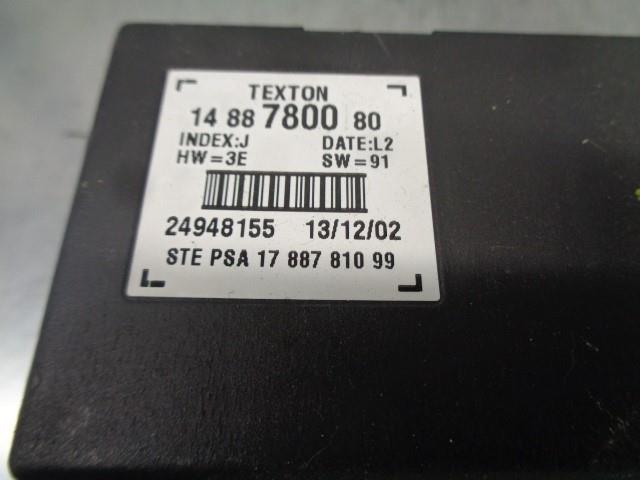 TEXTON
14 88 7800 80
INDEX:J DATE:L2
HW=3E SW=91
24948155 13/12/02
STE PSA 17 887 810 99